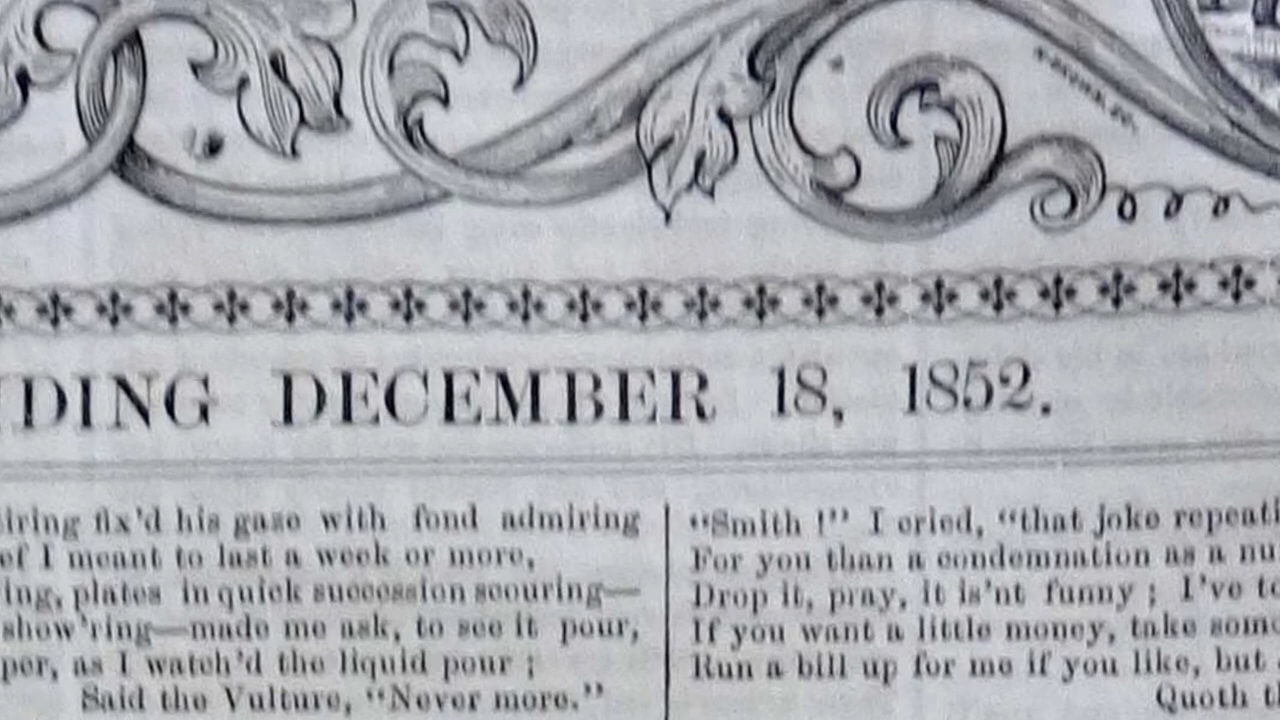 DING DECEMBER 18, 1852.
iring fix'd his gaze with fond admiring
ef I meant to last a week or more,
ing, plates in quick succession scouring—
show'ring—made me ask, to see it pour,
per, as I watch'd the liquid pour ;
Said the Vulture, “Never more.”
“Smith !” I cried, “that joke repeati
For you than a condemnation as a nu
Drop it, pray, it is'nt funny ; I've to
If you want a little money, take some
Run a bill up for me if you like, but
Quoth t